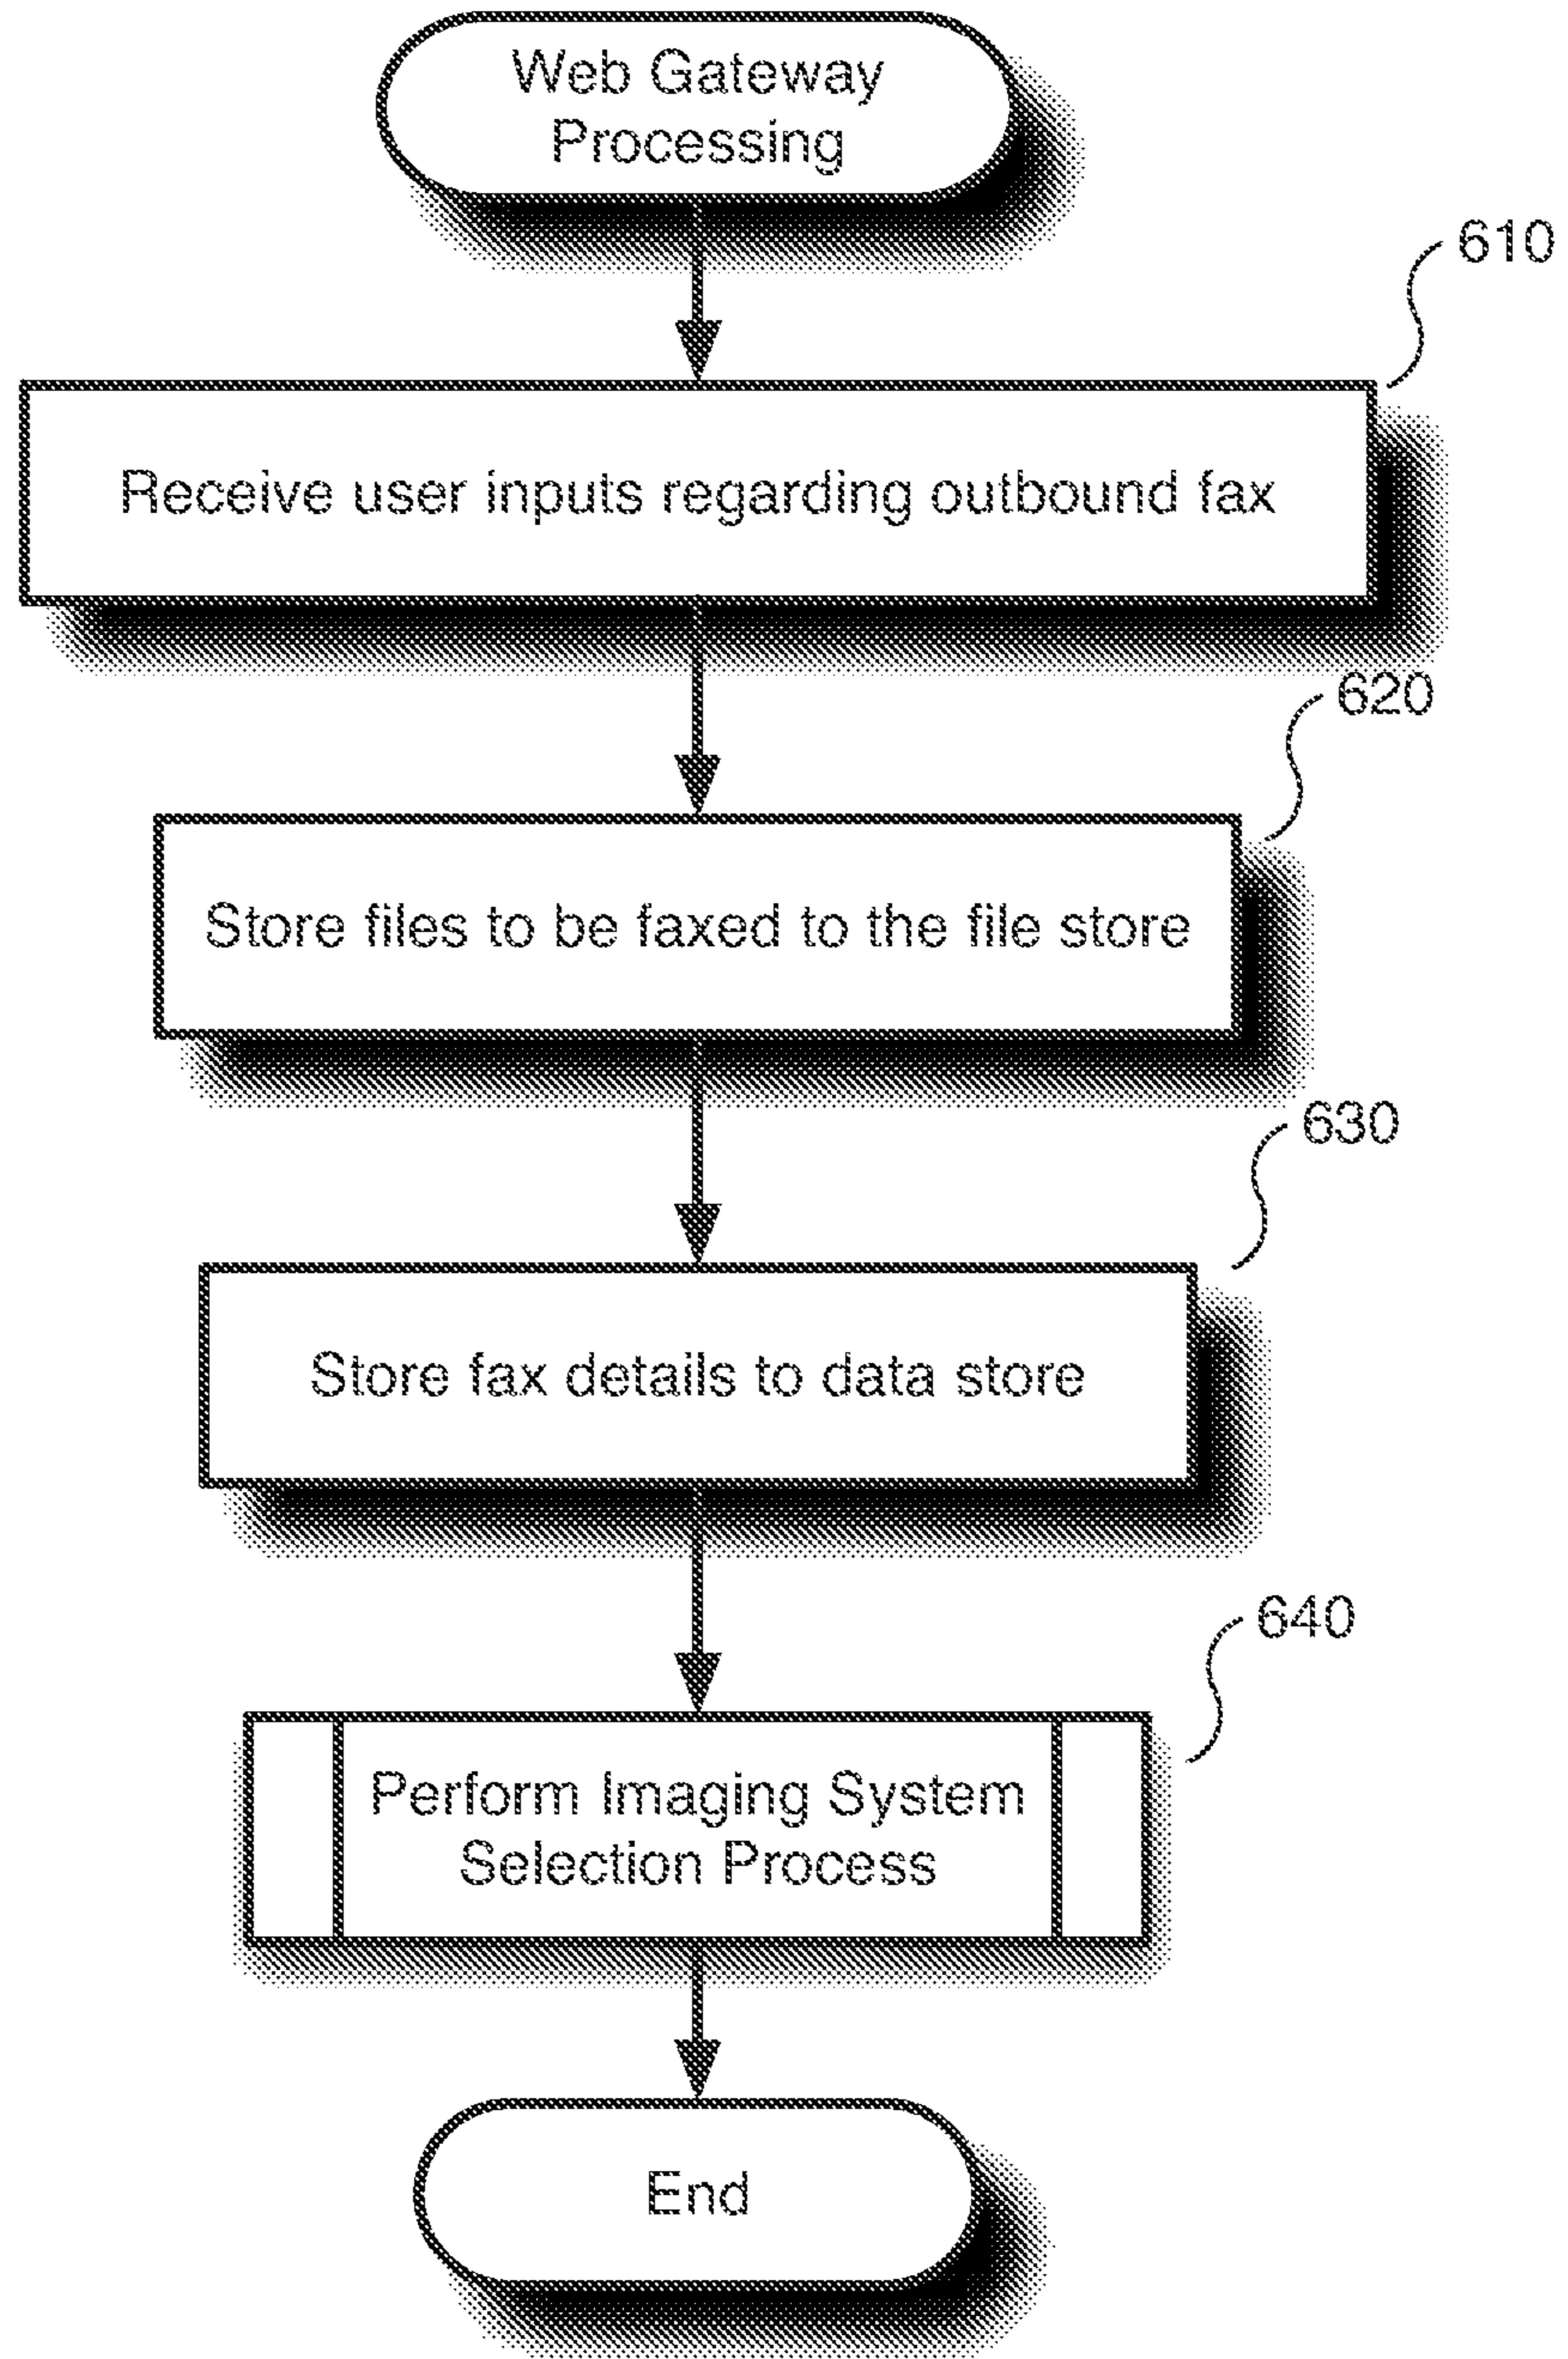 Web Gateway
Processing
610
Receive user inputs regarding outbound fax
620
Store files to be faxed to the file store
630
Store fax details to data store
640
Perform Imaging System
Selection Process
End